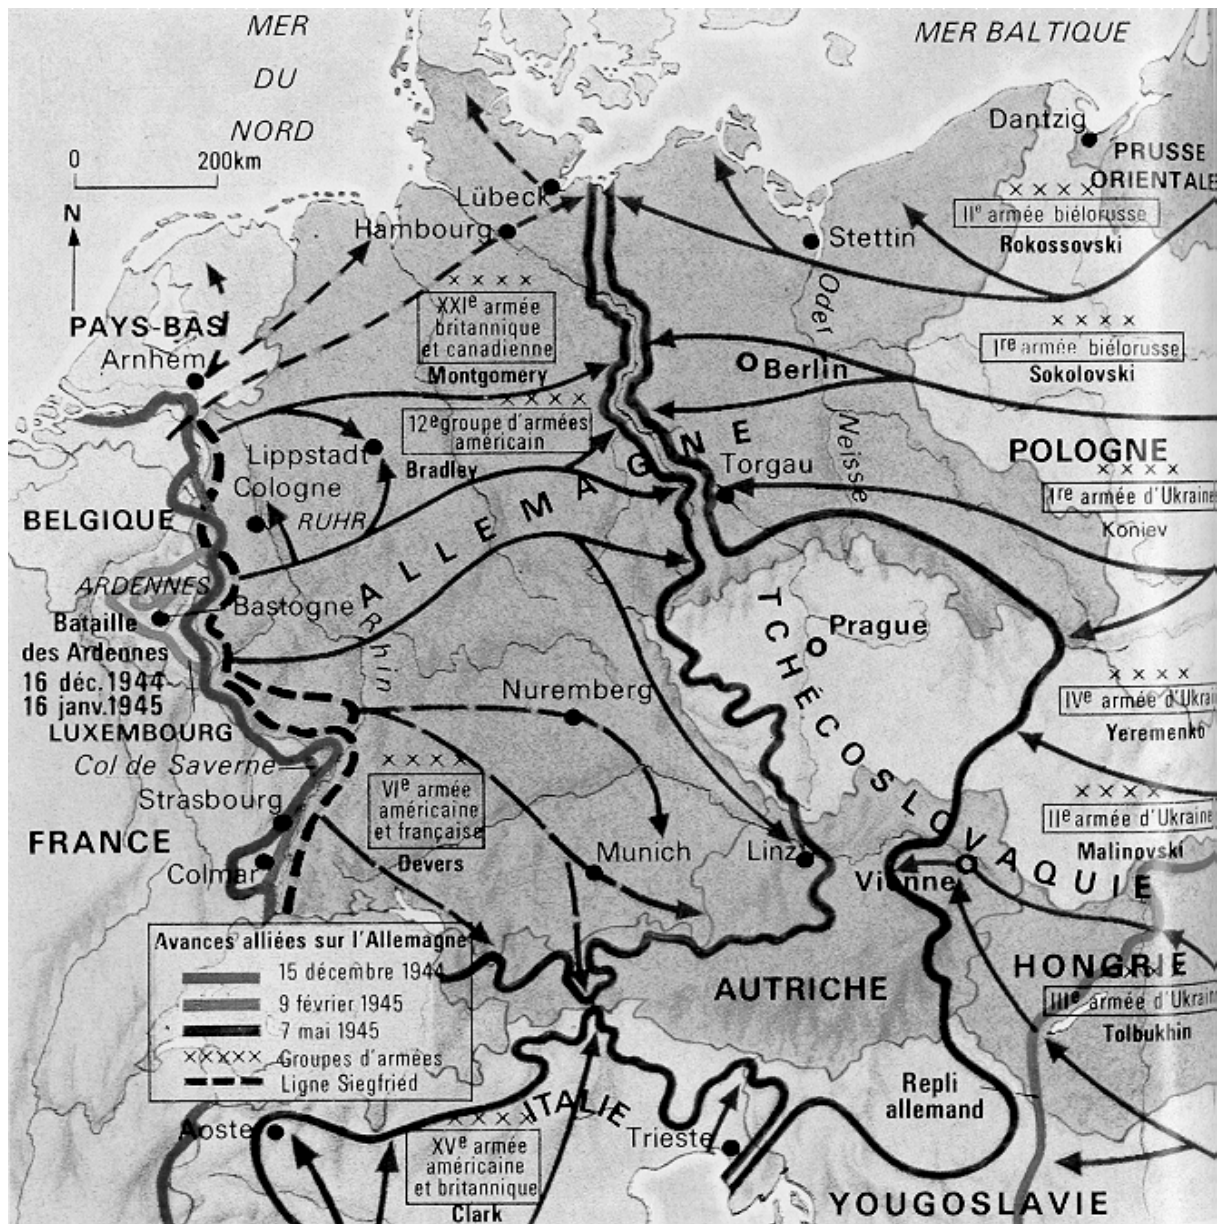 MER
DU
NORD
MER BALTIQUE
0 200km
N
Dantzig
PRUSSE
ORIENTALE
× × × ×
IIe armée biélorusse
Rokossovski
Lübeck
Hambourg
Stettin
Oder
× × × ×
XXIe armée
britannique
et canadienne
Montgomery
PAYS-BAS
Arnhem
× × × ×
Ire armée biélorusse
Sokolovski
Berlin
× × × ×
12e groupe d'armées
américain
Bradley
Lippstadt
Cologne
RUHR
ALLEMAGNE
Torgau
Neisse
POLOGNE
× × × ×
Ire armée d'Ukraine
Koniev
BELGIQUE
ARDENNES
Bastogne
Bataille
des Ardennes
16 déc.1944
16 janv.1945
LUXEMBOURG
Rhin
Prague
TCHÉCOSLOVAQUIE
× × × ×
IVe armée d'Ukrai
Yeremenko
Nuremberg
Col de Saverne
Strasbourg
FRANCE
Colmar
× × × ×
VIe armée
américaine
et française
Devers
Munich
Linz
Vienne
× × × ×
IIe armée d'Ukraine
Malinovski
HONGRIE
× × × ×
IIIe armée d'Ukraine
Tolbukhin
AUTRICHE
Avances alliées sur l'Allemagne
15 décembre 1944
9 février 1945
7 mai 1945
××××× Groupes d'armées
Ligne Siegfried
Repli
allemand
Aoste
ITALIE
Trieste
× × × ×
XVe armée
américaine
et britannique
Clark
YOUGOSLAVIE